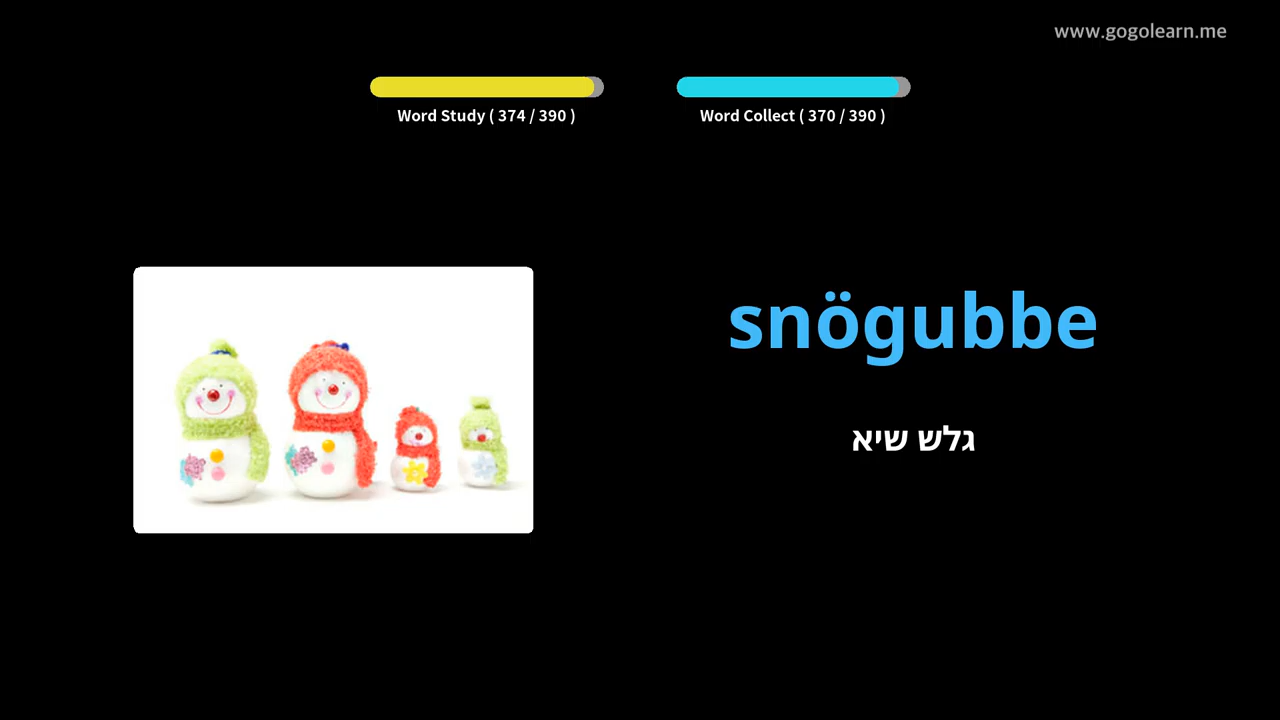 www.gogolearn.me
Word Study ( 374 / 390 )
Word Collect ( 370 / 390 )
snögubbe
גלש שיא